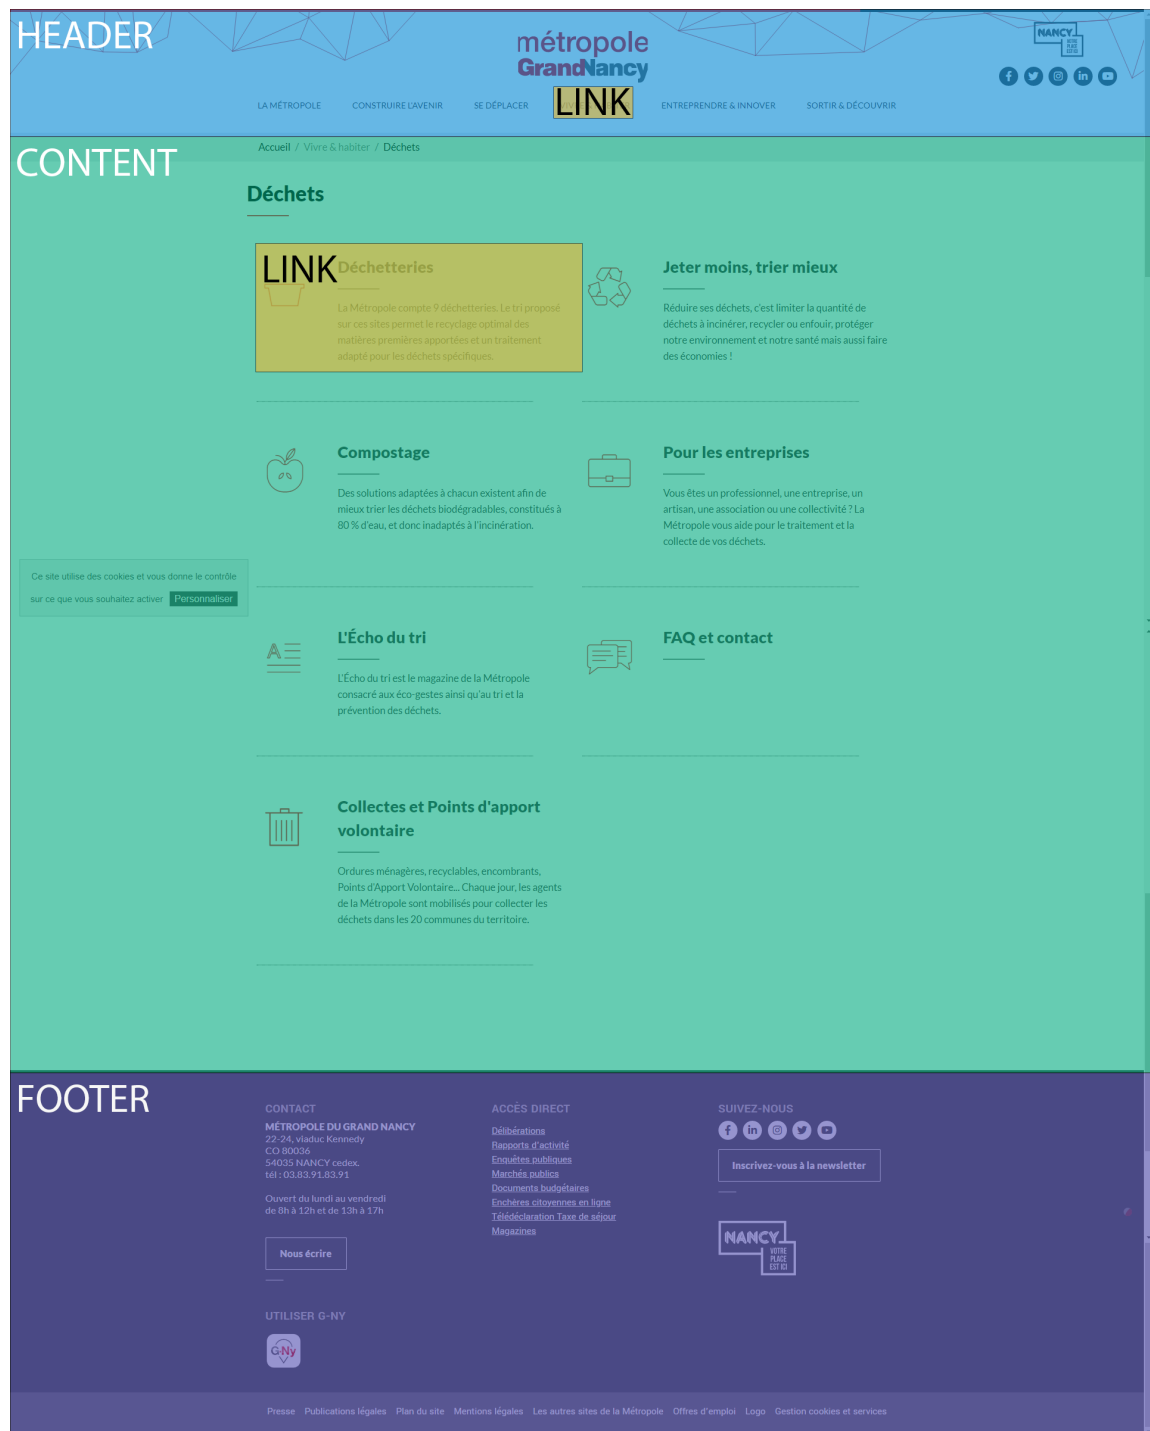 HEADER
métropole
GrandNancy
NANCY
VOTRE
PLACE
EST ICI
LA MÉTROPOLE CONSTRUIRE L'AVENIR SE DÉPLACER LINK ENTREPRENDRE & INNOVER SORTIR & DÉCOUVRIR
CONTENT
Accueil / Vivre & habiter / Déchets
Déchets
LINK
Déchetteries
La Métropole compte 9 déchetteries. Le tri proposé
sur ces sites permet le recyclage optimal des
matières premières apportées et un traitement
adapté pour les déchets spécifiques.
Jeter moins, trier mieux
Réduire ses déchets, c'est limiter la quantité de
déchets à incinérer, recycler ou enfouir, protéger
notre environnement et notre santé mais aussi faire
des économies !
Compostage
Des solutions adaptées à chacun existent afin de
mieux trier les déchets biodégradables, constitués à
80 % d'eau, et donc inadaptés à l'incinération.
Pour les entreprises
Vous êtes un professionnel, une entreprise, un
artisan, une association ou une collectivité ? La
Métropole vous aide pour le traitement et la
collecte de vos déchets.
Ce site utilise des cookies et vous donne le contrôle
sur ce que vous souhaitez activer Personnaliser
L'Écho du tri
L'Écho du tri est le magazine de la Métropole
consacré aux éco-gestes ainsi qu'au tri et la
prévention des déchets.
FAQ et contact
Collectes et Points d'apport
volontaire
Ordures ménagères, recyclables, encombrants,
Points d'Apport Volontaire... Chaque jour, les agents
de la Métropole sont mobilisés pour collecter les
déchets dans les 20 communes du territoire.
FOOTER
CONTACT
MÉTROPOLE DU GRAND NANCY
22-24, viaduc Kennedy
CO 80036
54035 NANCY cedex.
tél : 03.83.91.83.91
Ouvert du lundi au vendredi
de 8h à 12h et de 13h à 17h
Nous écrire
UTILISER G-NY
G-Ny
ACCÈS DIRECT
Délibérations
Rapports d'activité
Enquêtes publiques
Marchés publics
Documents budgétaires
Enchères citoyennes en ligne
Télédéclaration Taxe de séjour
Magazines
SUIVEZ-NOUS
Inscrivez-vous à la newsletter
NANCY
VOTRE
PLACE
EST ICI
Presse Publications légales Plan du site Mentions légales Les autres sites de la Métropole Offres d'emploi Logo Gestion cookies et services